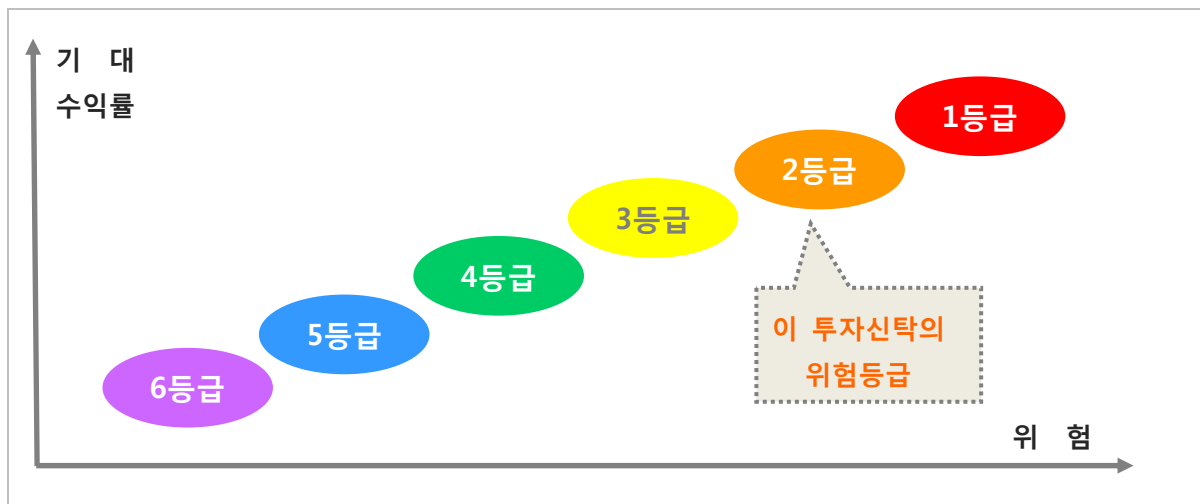 기 대
수익률
1등급
2등급
3등급
4등급
5등급
6등급
이 투자신탁의
위험등급
위 험